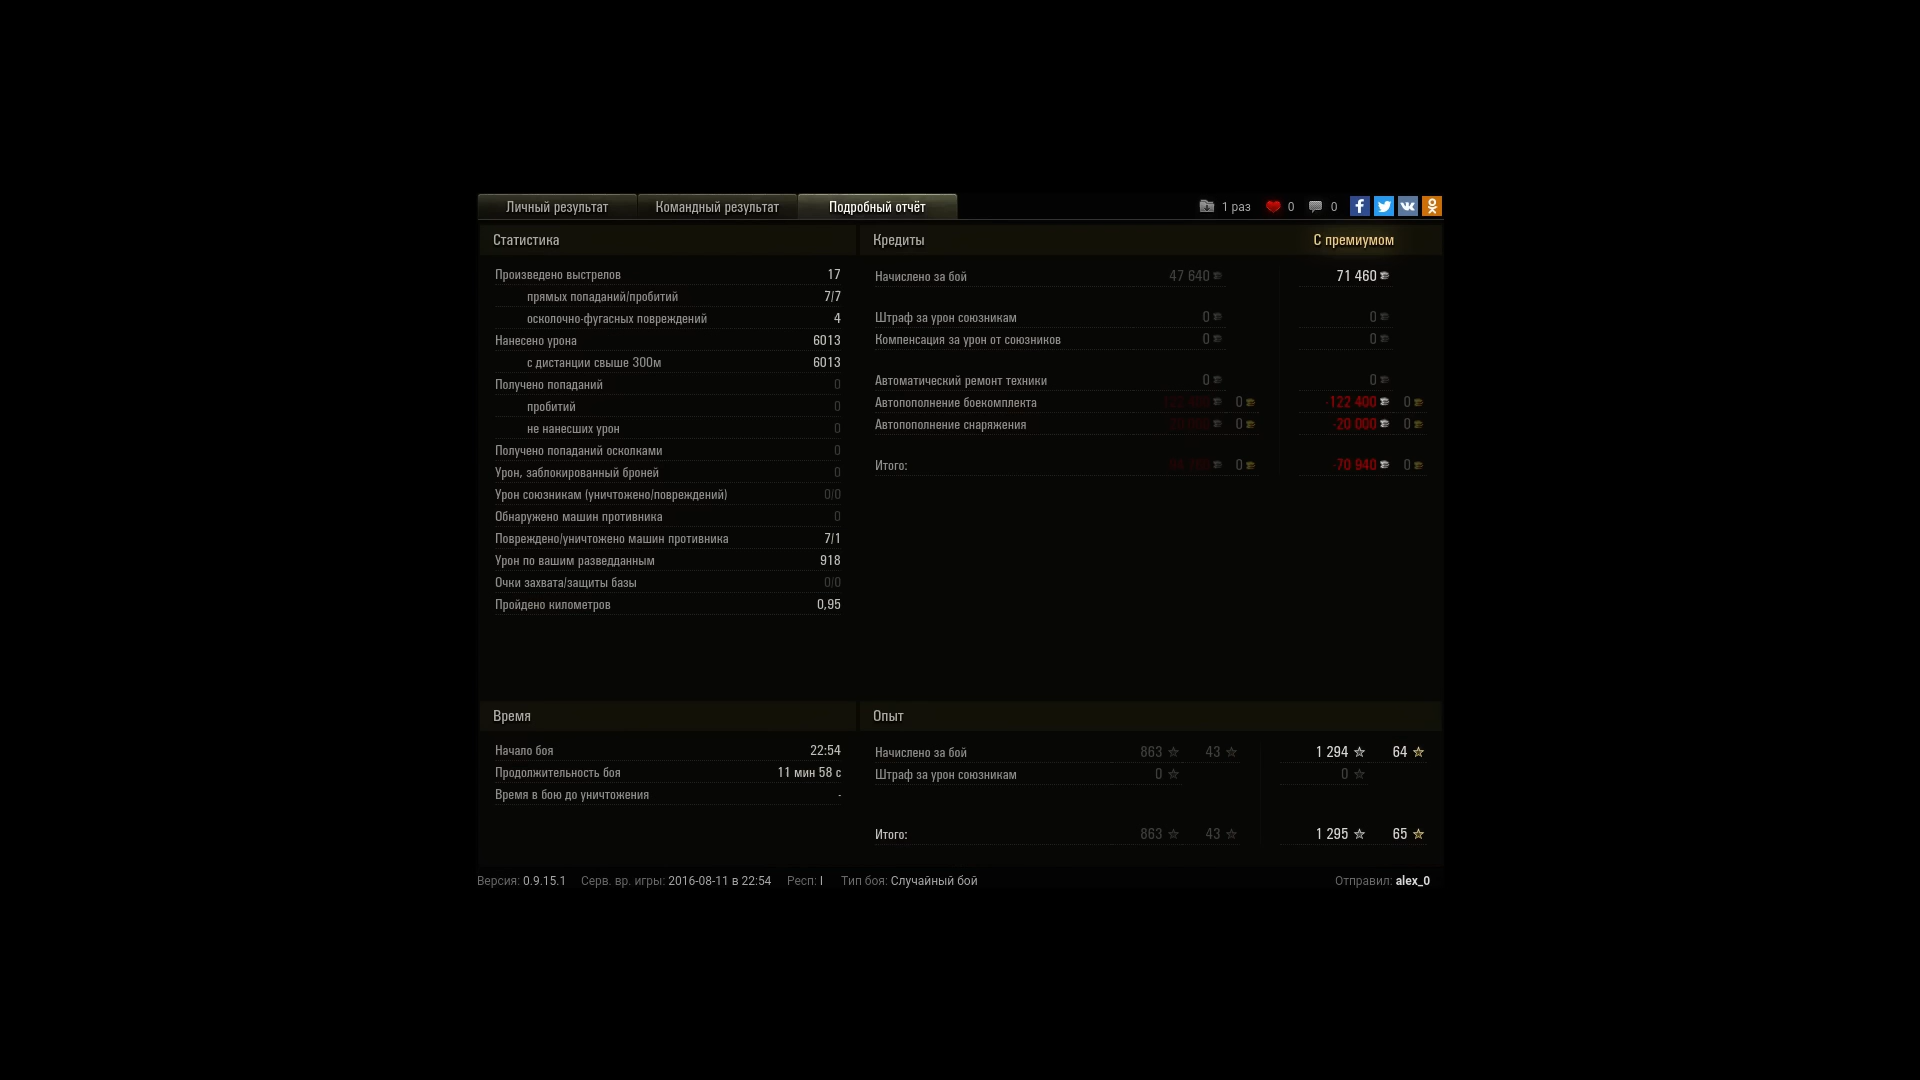 Личный результат Командный результат Подробный отчёт 1 раз 0 0
Статистика
Произведено выстрелов 17
прямых попаданий/пробитий 7/7
осколочно-фугасных повреждений 4
Нанесено урона 6013
с дистанции свыше 300м 6013
Получено попаданий 0
пробитий 0
не нанесших урон 0
Получено попаданий осколками 0
Урон, заблокированный броней 0
Урон союзникам (уничтожено/повреждений) 0/0
Обнаружено машин противника 0
Повреждено/уничтожено машин противника 7/1
Урон по вашим разведданным 918
Очки захвата/защиты базы 0/0
Пройдено километров 0,95
Кредиты С премиумом
Начислено за бой 47 640 71 460
Штраф за урон союзникам 0 0
Компенсация за урон от союзников 0 0
Автоматический ремонт техники 0 0
Автопополнение боекомплекта -122 400 0 -122 400 0
Автопополнение снаряжения 0 -20 000 0
Итого: 0 -70 940 0
Время
Начало боя 22:54
Продолжительность боя 11 мин 58 с
Время в бою до уничтожения -
Опыт
Начислено за бой 863 43 1 294 64
Штраф за урон союзникам 0 0
Итого: 863 43 1 295 65
Версия: 0.9.15.1 Серв. вр. игры: 2016-08-11 в 22:54 Респ: I Тип боя: Случайный бой Отправил: alex_0